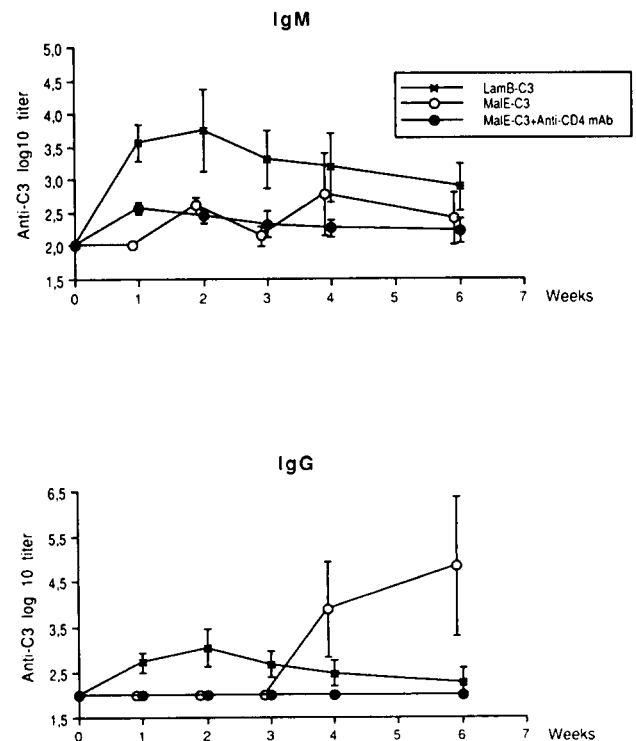 IgM
5,0
4,5
4,0
3,5
3,0
2,5
2,0
1,5
Anti-C3 log10 titer
LamB-C3
MalE-C3
MalE-C3+Anti-CD4 mAb
0 1 2 3 4 5 6 7 Weeks
IgG
6,5
5,5
4,5
3,5
2,5
1,5
Anti-C3 log 10 titer
0 1 2 3 4 5 6 7 Weeks